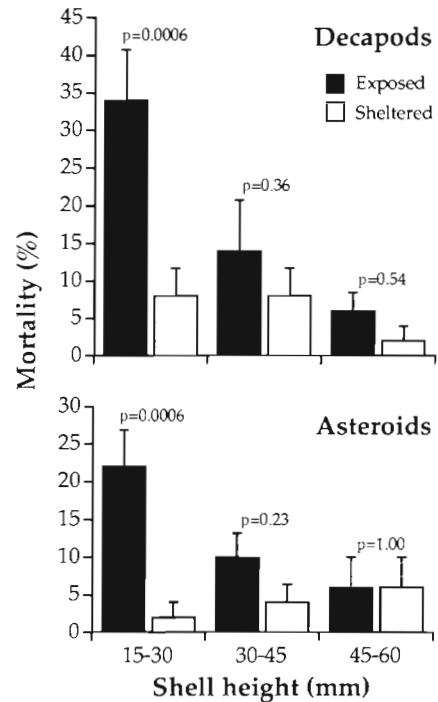 Decapods
Exposed
Sheltered
p=0.0006
p=0.36
p=0.54
45
40
35
30
25
20
15
10
5
0
Mortality (%)
Asteroids
p=0.0006
p=0.23
p=1.00
30
25
20
15
10
5
0
15-30 30-45 45-60
Shell height (mm)